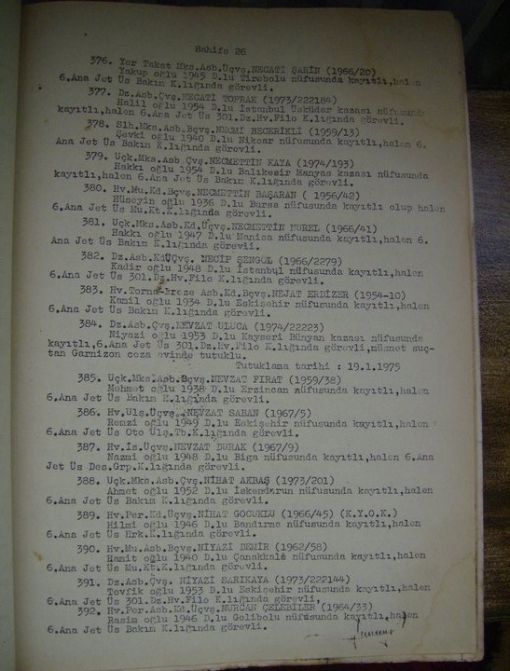 Sahife 26
376. Yer Takat Mks.Asb.Üçvş.NECATİ ŞAHİN (1966/20)
Yakup oğlu 1945 D.lu Tirebolu nüfusunda kayıtlı,halen
6.Ana Jet Üs Bakım K.lığında görevli.
377. Dz.Asb.Çvş.NECATİ TOPRAK (1973/222184)
Halil oğlu 1954 D.lu İstanbul Üsküdar kazası nüfusunda
kayıtlı,halen 6.Ana Jet Üs 301.Dz.Hv.Filo K.lığında görevli.
378. Slh.Mks.Asb.Bçvş.NECMİ BECERİKLİ (1959/13)
Şevki oğlu 1940 D.lu Niksar nüfusunda kayıtlı,halen 6.
Ana Jet Üs Bakım K.lığında görevli.
379. Uçk.Mks.Asb.Çvş.NECMETTİN KAYA (1974/193)
Hakkı oğlu 1954 D.lu Balıkesir Manyas kazası nüfusunda
kayıtlı,halen 6.Ana Jet Üs Bakım K.lığında görevli.
380. Hv.Mu.Kd.Bçvş.NECMETTİN BAŞARAN ( 1956/42)
Hüseyin oğlu 1936 D.lu Bursa nüfusunda kayıtlı olup halen
6.Ana Jet Üs Mu.Kt.K.lığında görevli.
381. Uçk.Mks.Asb.Kd.Üçvş.NECMETTİN NUREL (1966/41)
Hakkı oğlu 1947 D.lu Manisa nüfusunda kayıtlı,halen 6.
Ana Jet Üs Bakım K.lığında görevli.
382. Dz.Asb.KdÜÇvş. NECİP ŞENGÜL (1966/2279)
Kadir oğlu 1948 D.lu İstanbul nüfusunda kayıtlı,halen
6.Ana Jet Üs 301.Dz.Hv.Filo K.lığında görevli.
383. Hv.Torna-Freze Asb.Kd.Bçvş.NEJAT ERDİZER (1954-10)
Kamil oğlu 1934 D.lu Eskişehir nüfusunda kayıtlı,halen
6.Ana Jet Üs Bakım K.lığında görevli.
384. Dz.Asb.Çvş.NEVZAT ULUCA (1974/22223)
Niyazi oğlu 1953 D.lu Kayseri Bünyan kazası nüfusunda
kayıtlı,6.Ana Jet Üs 301.Dz.Hv.Filo K.lığında görevli,müsnet suç-
tan Garnizon ceza evinde tutuklu.
Tutuklama tarihi : 19.1.1975
385. Uçk.Mks.Asb.Bçvş.NEVZAT FIRAT (1959/38)
Mehmet oğlu 1938 D.lu Erzincan nüfusunda kayıtlı,halen
6.Ana Jet Üs Bakım K.lığında görevli.
386. Hv.Ulş.Üçvş.NEVZAT SABAN (1967/5)
Remzi oğlu 1949 D.lu Eskişehir nüfusunda kayıtlı,halen
6.Ana Jet Üs Oto Ulş.Tb.K.lığında görevli.
387. Hv.İs.Üçvş.NEVZAT DURAK (1967/9)
Nazmi oğlu 1948 D.lu Biga nüfusunda kayıtlı,halen 6.Ana
Jet Üs Des.Grp.K.lığında görevli.
388. Uçk.Mks.Asb.Çvş.NİHAT AKBAŞ (1973/201)
Ahmet oğlu 1952 D.lu İskenderun nüfusunda kayıtlı,halen
6.Ana Jet Üs Bakım K.lığında görevli.
389. Hv.Per.Kd.Üçvş.NİHAT GOCUKLU (1966/45) (K.Y.O.K.)
Hilmi oğlu 1946 D.lu Bandırma nüfusunda kayıtlı,halen
6.Ana Jet Üs Hrk.K.lığında görevli.
390. Hv.Mu.Asb.Bçvş.NİYAZİ DEMİR (1962/58)
Hamit oğlu 1940 D.lu Çanakkale nüfusunda kayıtlı,halen
6.Ana Jet Üs Mu.Kt.K.lığında görevli.
391. Dz.Asb.Çvş. NİYAZİ SARIKAYA (1973/222144)
Tevfik oğlu 1953 D.lu Eskişehir nüfusunda kayıtlı,halen
6.Ana Jet Üs 301.Dz.Hv.Filo K.lığında görevli,
392. Hv.Per.Asb.Kd.Üçvş.NURCAN ÇELEBİLER (1964/33)
Rasim oğlu 1946 D.lu Gelibolu nüfusunda kayıtlı,halen
6.Ana Jet Üs Bakım K.lığında görevli.